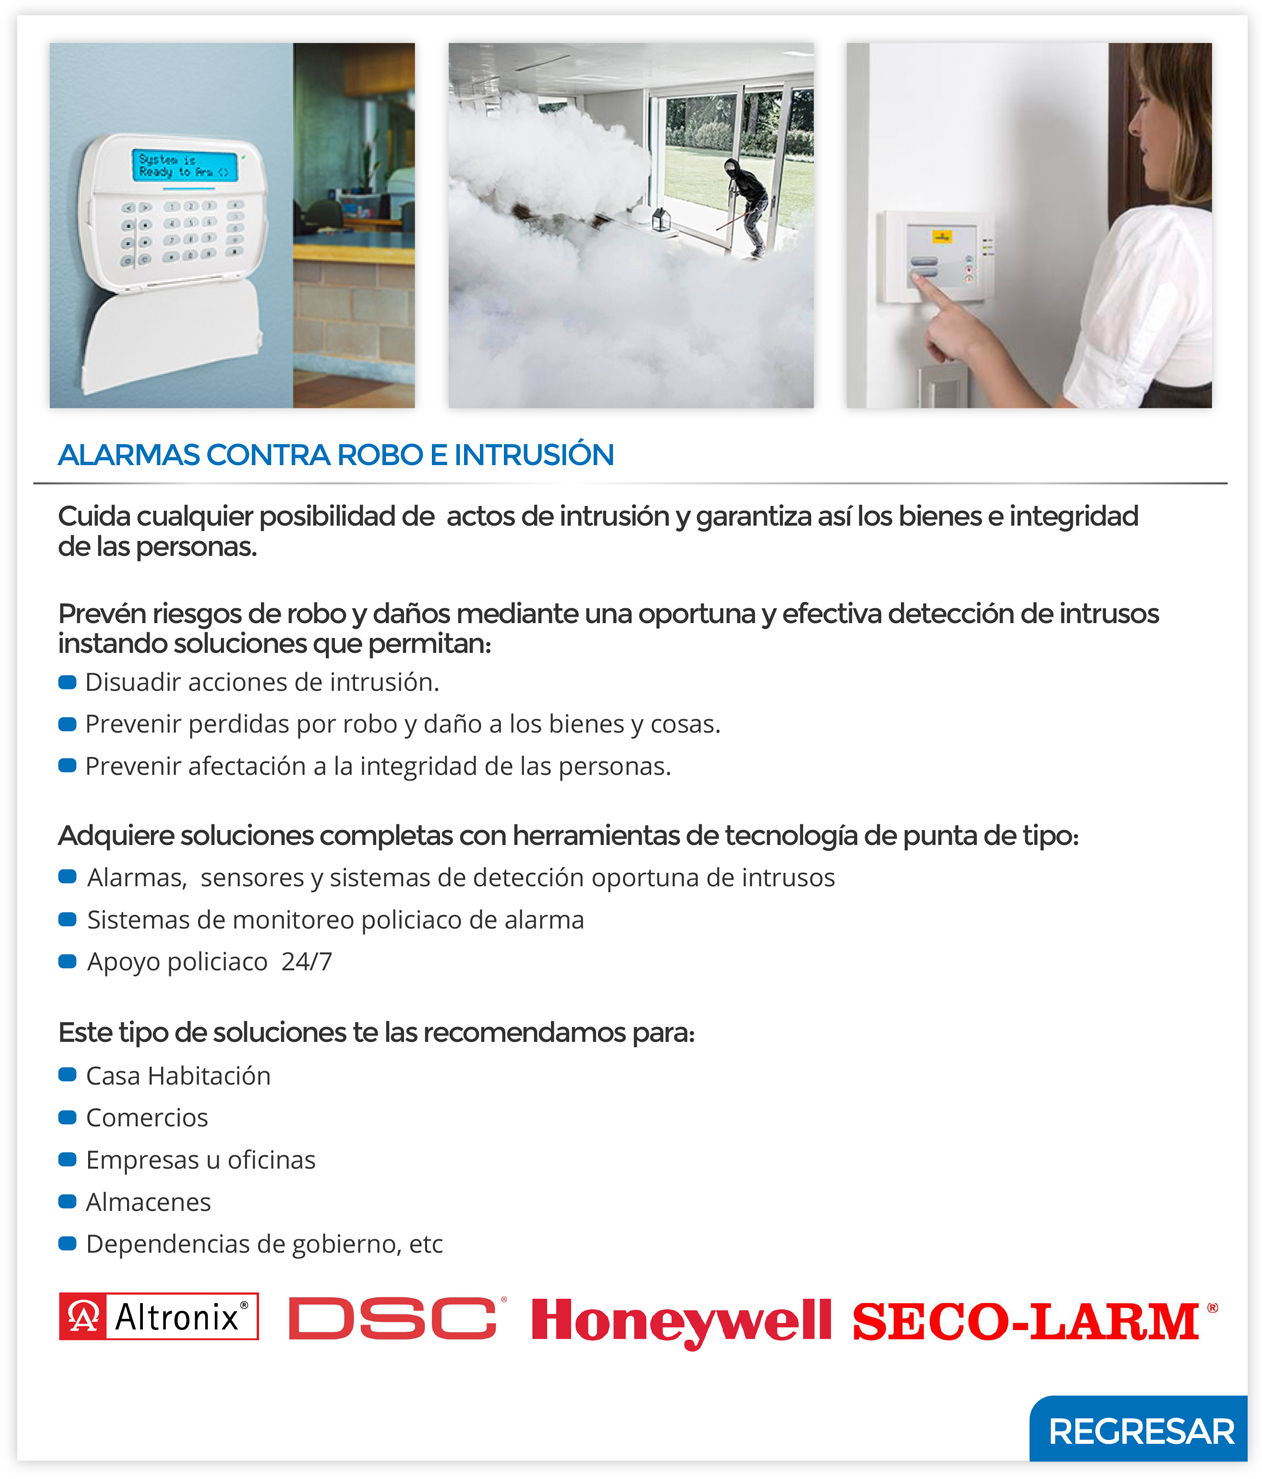 System is
Ready to Arm <>
ALARMAS CONTRA ROBO E INTRUSIÓN
Cuida cualquier posibilidad de  actos de intrusión y garantiza así los bienes e integridad
de las personas.
Prevén riesgos de robo y daños mediante una oportuna y efectiva detección de intrusos
instando soluciones que permitan:
Disuadir acciones de intrusión.
Prevenir perdidas por robo y daño a los bienes y cosas.
Prevenir afectación a la integridad de las personas.
Adquiere soluciones completas con herramientas de tecnología de punta de tipo:
Alarmas,  sensores y sistemas de detección oportuna de intrusos
Sistemas de monitoreo policiaco de alarma
Apoyo policiaco  24/7
Este tipo de soluciones te las recomendamos para:
Casa Habitación
Comercios
Empresas u oficinas
Almacenes
Dependencias de gobierno, etc
Altronix® DSC® Honeywell SECO-LARM®
REGRESAR